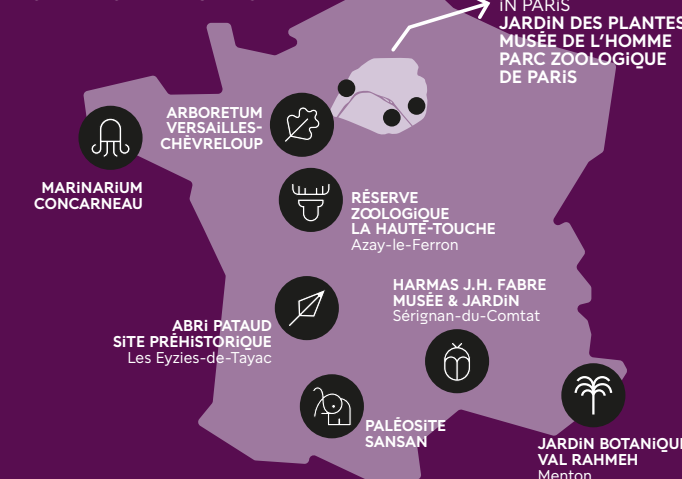 iN PARiS
JARDiN DES PLANTES
MUSÉE DE L'HOMME
PARC ZOOLOGiQUE
DE PARiS
ARBORETUM
VERSAiLLES-
CHÈVRELOUP
MARiNARiUM
CONCARNEAU
RÉSERVE
ZOOLOGiQUE
LA HAUTE-TOUCHE
Azay-le-Ferron
HARMAS J.H. FABRE
MUSÉE & JARDiN
Sérignan-du-Comtat
ABRi PATAUD
SiTE PRÉHiSTORiQUE
Les Eyzies-de-Tayac
PALÉOSiTE
SANSAN
JARDiN BOTANiQUE
VAL RAHMEH
Menton